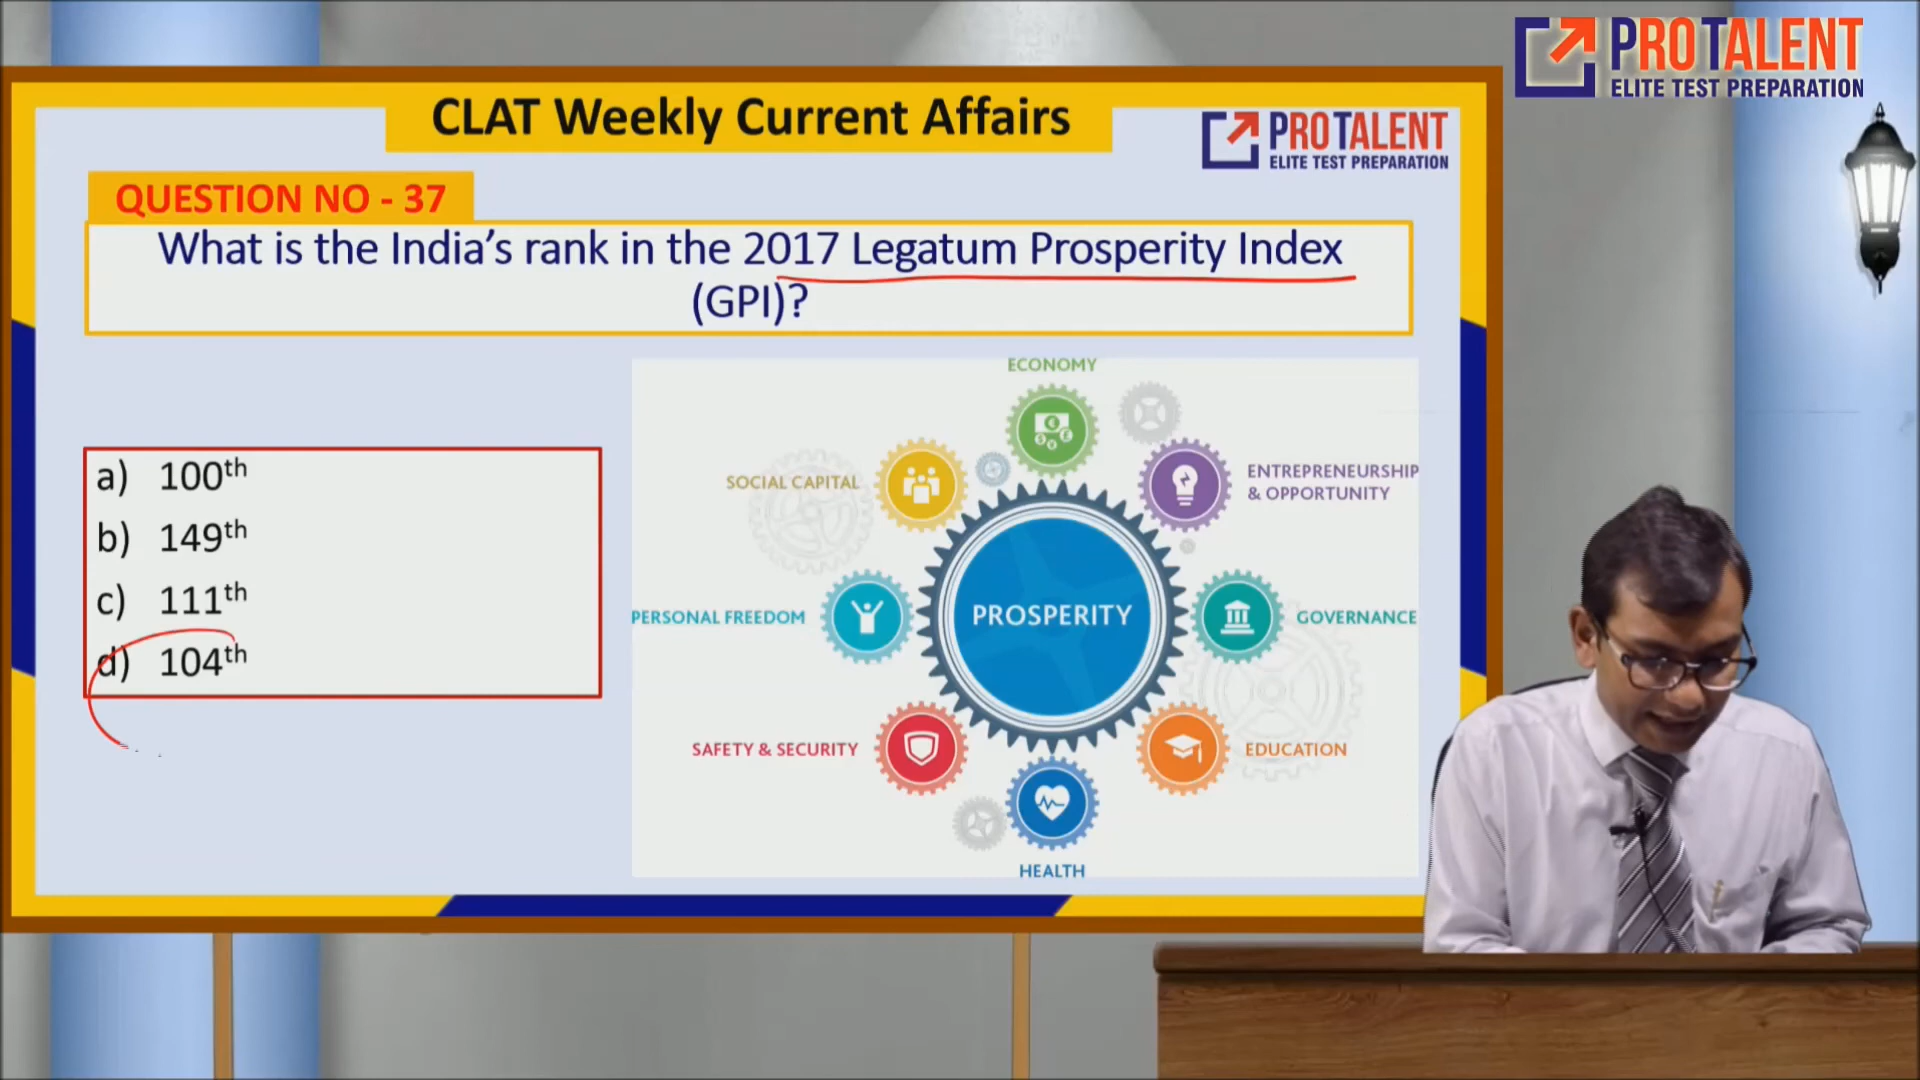 PROTALENT
ELITE TEST PREPARATION
CLAT Weekly Current Affairs
PROTALENT
ELITE TEST PREPARATION
QUESTION NO - 37
What is the India's rank in the 2017 Legatum Prosperity Index
(GPI)?
a) 100th
b) 149th
c) 111th
d) 104th
ECONOMY
SOCIAL CAPITAL
ENTREPRENEURSHIP
& OPPORTUNITY
PERSONAL FREEDOM
PROSPERITY
GOVERNANCE
SAFETY & SECURITY
EDUCATION
HEALTH